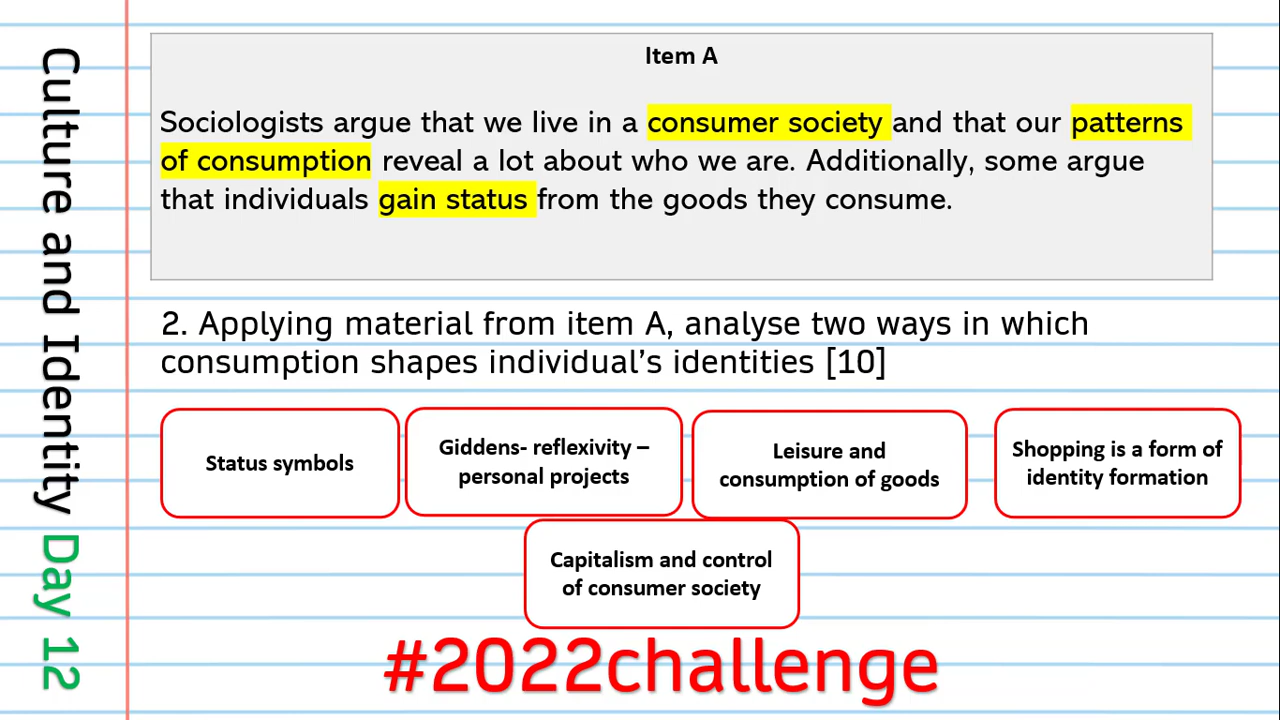 Culture and Identity Day 12
Item A
Sociologists argue that we live in a consumer society and that our patterns
of consumption reveal a lot about who we are. Additionally, some argue
that individuals gain status from the goods they consume.
2. Applying material from item A, analyse two ways in which
consumption shapes individual's identities [10]
Status symbols
Giddens- reflexivity –
personal projects
Leisure and
consumption of goods
Shopping is a form of
identity formation
Capitalism and control
of consumer society
#2022challenge